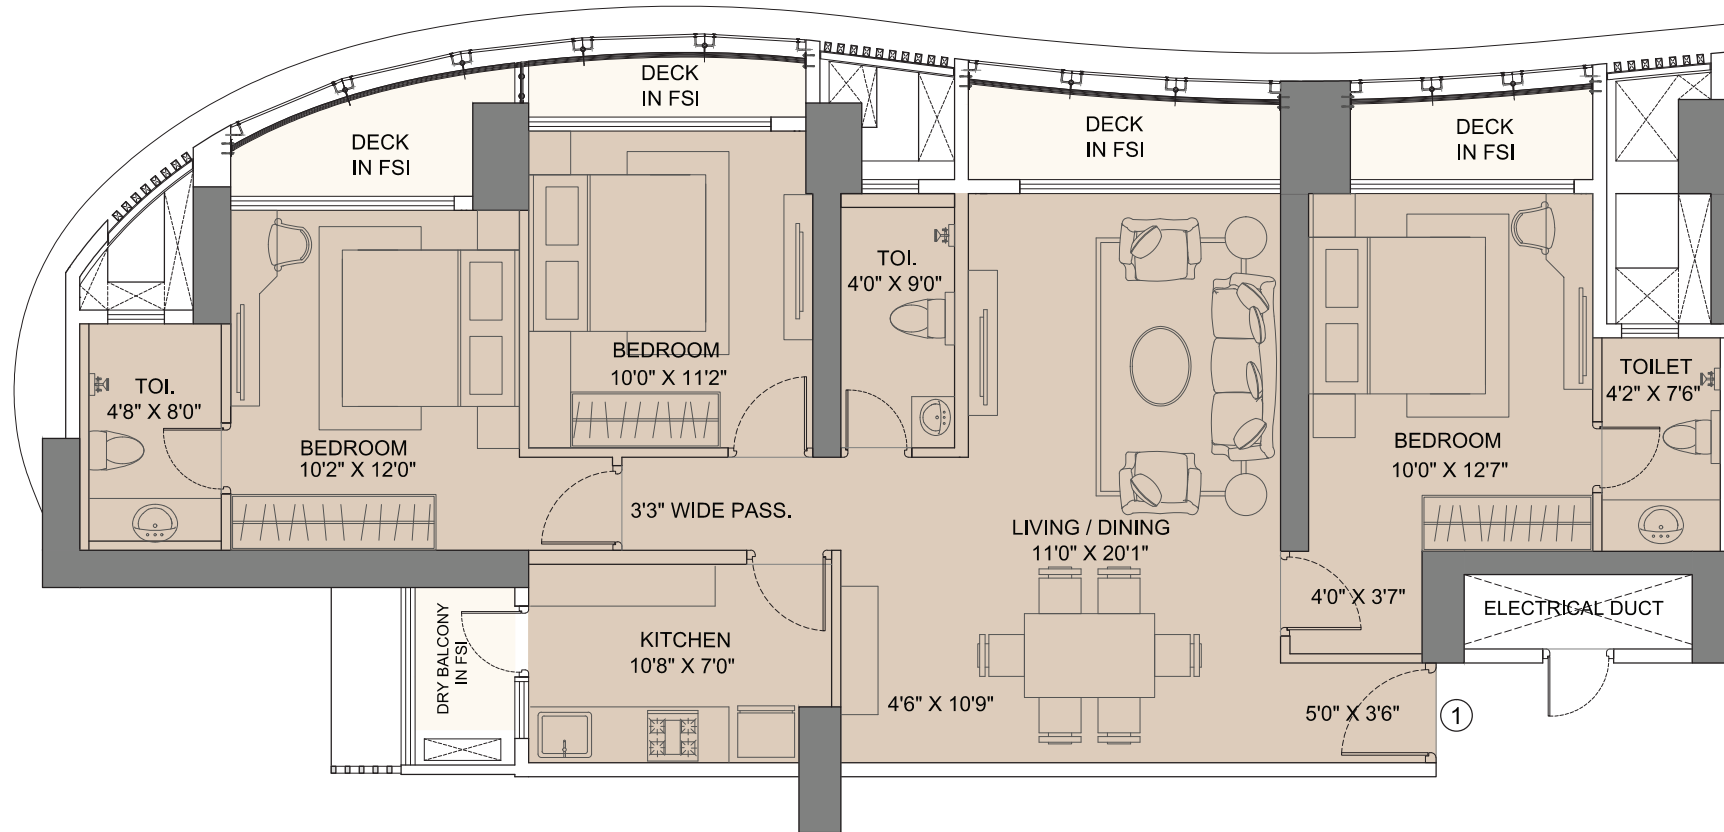 DECK
IN FSI
DECK
IN FSI
DECK
IN FSI
DECK
IN FSI
TOI.
4'0" X 9'0"
BEDROOM
10'0" X 11'2"
TOI.
4'8" X 8'0"
TOILET
4'2" X 7'6"
BEDROOM
10'2" X 12'0"
BEDROOM
10'0" X 12'7"
3'3" WIDE PASS.
LIVING / DINING
11'0" X 20'1"
4'0" X 3'7"
ELECTRICAL DUCT
DRY BALCONY
IN FSI
KITCHEN
10'8" X 7'0"
4'6" X 10'9"
5'0" X 3'6"
1